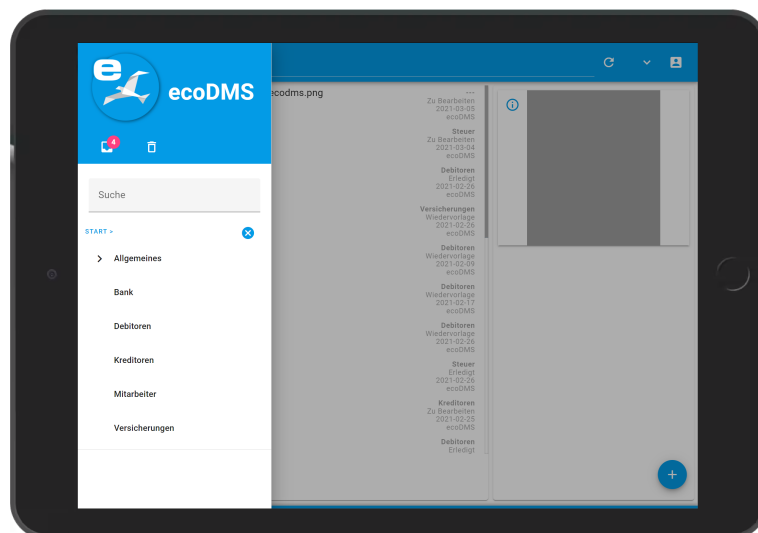 e
ecoDMS
4
Suche
START >
Allgemeines
Bank
Debitoren
Kreditoren
Mitarbeiter
Versicherungen
ecodms.png
---
Zu Bearbeiten
2021-03-05
ecoDMS
Steuer
Zu Bearbeiten
2021-03-04
ecoDMS
Debitoren
Erledigt
2021-02-26
ecoDMS
Versicherungen
Wiedervorlage
2021-02-26
ecoDMS
Debitoren
Wiedervorlage
2021-02-09
ecoDMS
Debitoren
Wiedervorlage
2021-02-17
ecoDMS
Debitoren
Wiedervorlage
2021-02-26
ecoDMS
Steuer
Erledigt
2021-02-26
ecoDMS
Kreditoren
Zu Bearbeiten
2021-02-25
ecoDMS
Debitoren
Erledigt